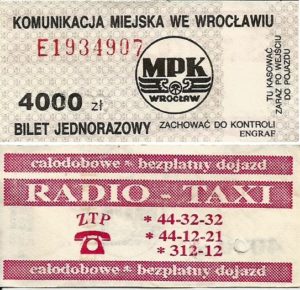 KOMUNIKACJA MIEJSKA WE WROCŁAWIU
E1934907
MPK
WROCŁAW
4000 zł
BILET JEDNORAZOWY
ZACHOWAĆ DO KONTROLI
ENGRAF
TU KASOWAĆ
ZARAZ PO WEJŚCIU
DO POJAZDU
całodobowe • bezpłatny dojazd
RADIO - TAXI
ZTP
* 44-32-32
* 44-12-21
* 312-12
całodobowe • bezpłatny dojazd